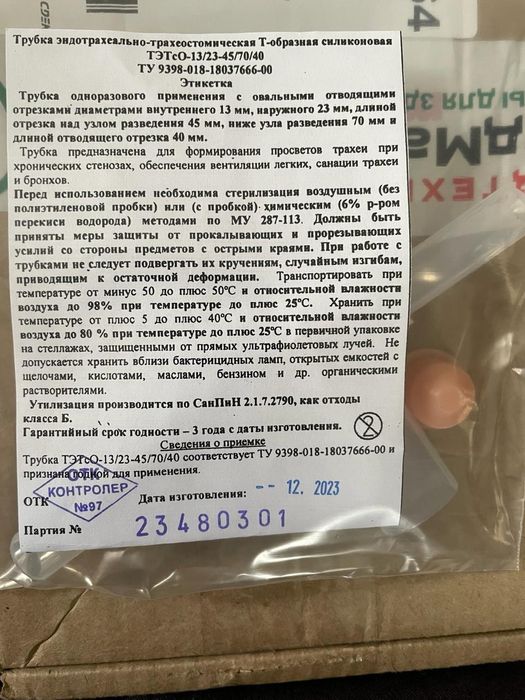 Трубка эндотрахеально-трахеостомическая Т-образная силиконовая
ТЭТсО-13/23-45/70/40
ТУ 9398-018-18037666-00
Этикетка
Трубка одноразового применения с овальными отводящими
отрезками диаметрами внутреннего 13 мм, наружного 23 мм, длиной
отрезка над узлом разведения 45 мм, ниже узла разведения 70 мм и
длиной отводящего отрезка 40 мм.
Трубка предназначена для формирования просветов трахеи при
хронических стенозах, обеспечения вентиляции легких, санации трахеи
и бронхов.
Перед использованием необходима стерилизация воздушным (без
полиэтиленовой пробки) или (с пробкой) химическим (6% р-ром
перекиси водорода) методами по МУ 287-113. Должны быть
приняты меры защиты от прокалывающих и прорезывающих
усилий со стороны предметов с острыми краями. При работе с
трубками не следует подвергать их кручениям, случайным изгибам,
приводящим к остаточной деформации. Транспортировать при
температуре от минус 50 до плюс 50°С и относительной влажности
воздуха до 98% при температуре до плюс 25°С. Хранить при
температуре от плюс 5 до плюс 40°С и относительной влажности
воздуха до 80 % при температуре до плюс 25°С в первичной упаковке
на стеллажах, защищенными от прямых ультрафиолетовых лучей. Не
допускается хранить вблизи бактерицидных ламп, открытых емкостей с
щелочами, кислотами, маслами, бензином и др. органическими
растворителями.
Утилизация производится по СанПиН 2.1.7.2790, как отходы
класса Б.
Гарантийный срок годности – 3 года с даты изготовления.
2
Сведения о приемке
Трубка ТЭТсО-13/23-45/70/40 соответствует ТУ 9398-018-18037666-00 и
признана годной для применения.
ОТК
ОТК
КОНТРОЛЕР
№97
Дата изготовления: -- 12. 2023
Партия № 23480301
64
CDEK